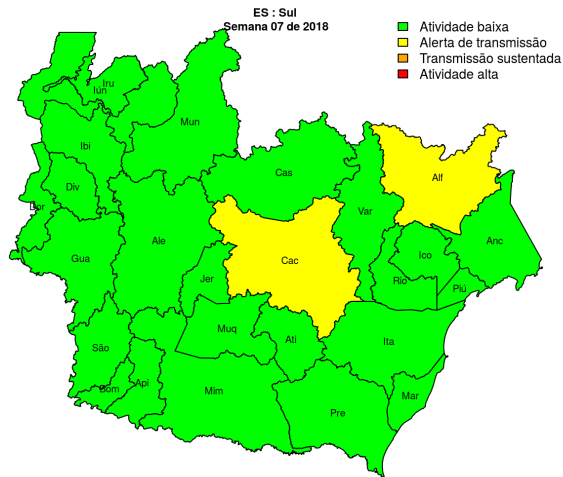 ES : Sul
Semana 07 de 2018
Atividade baixa
Alerta de transmissão
Transmissão sustentada
Atividade alta
Iru
Iún
Mun
Ibi
Cas
Alf
Div
Dor
Var
Ale
Anc
Gua
Ico
Cac
Jer
Rio
Piú
Muq
Ati
Ita
São
Bom
Api
Mim
Mar
Pre